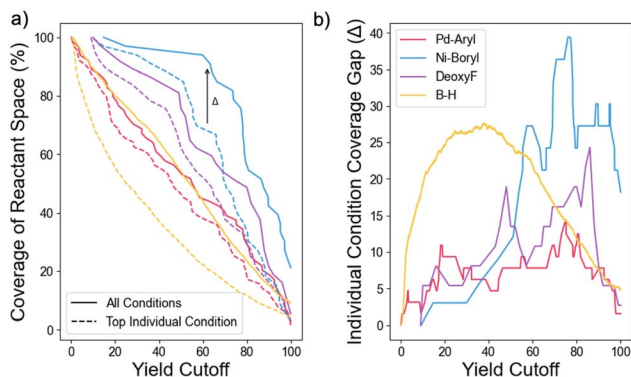 a)
Coverage of Reactant Space (%)
100
80
60
40
20
0
Δ
All Conditions
Top Individual Condition
0 20 40 60 80 100
Yield Cutoff
b)
Individual Condition Coverage Gap (Δ)
40
35
30
25
20
15
10
5
0
Pd-Aryl
Ni-Boryl
DeoxyF
B-H
0 20 40 60 80 100
Yield Cutoff